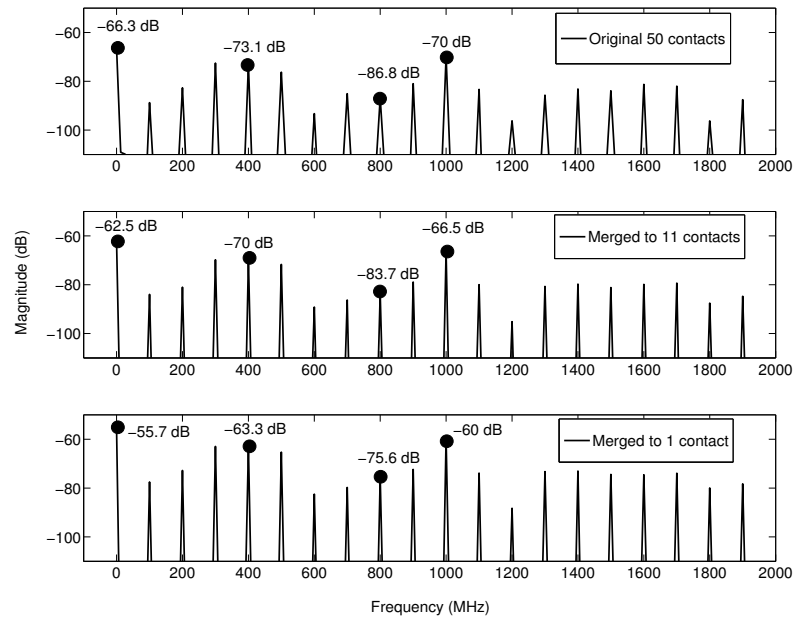 −66.3 dB
−73.1 dB
−86.8 dB
−70 dB
Original 50 contacts
−60
−80
−100
0 200 400 600 800 1000 1200 1400 1600 1800 2000
−62.5 dB
−70 dB
−83.7 dB
−66.5 dB
Merged to 11 contacts
−60
−80
−100
0 200 400 600 800 1000 1200 1400 1600 1800 2000
Magnitude (dB)
−55.7 dB
−63.3 dB
−75.6 dB
−60 dB
Merged to 1 contact
−60
−80
−100
0 200 400 600 800 1000 1200 1400 1600 1800 2000
Frequency (MHz)